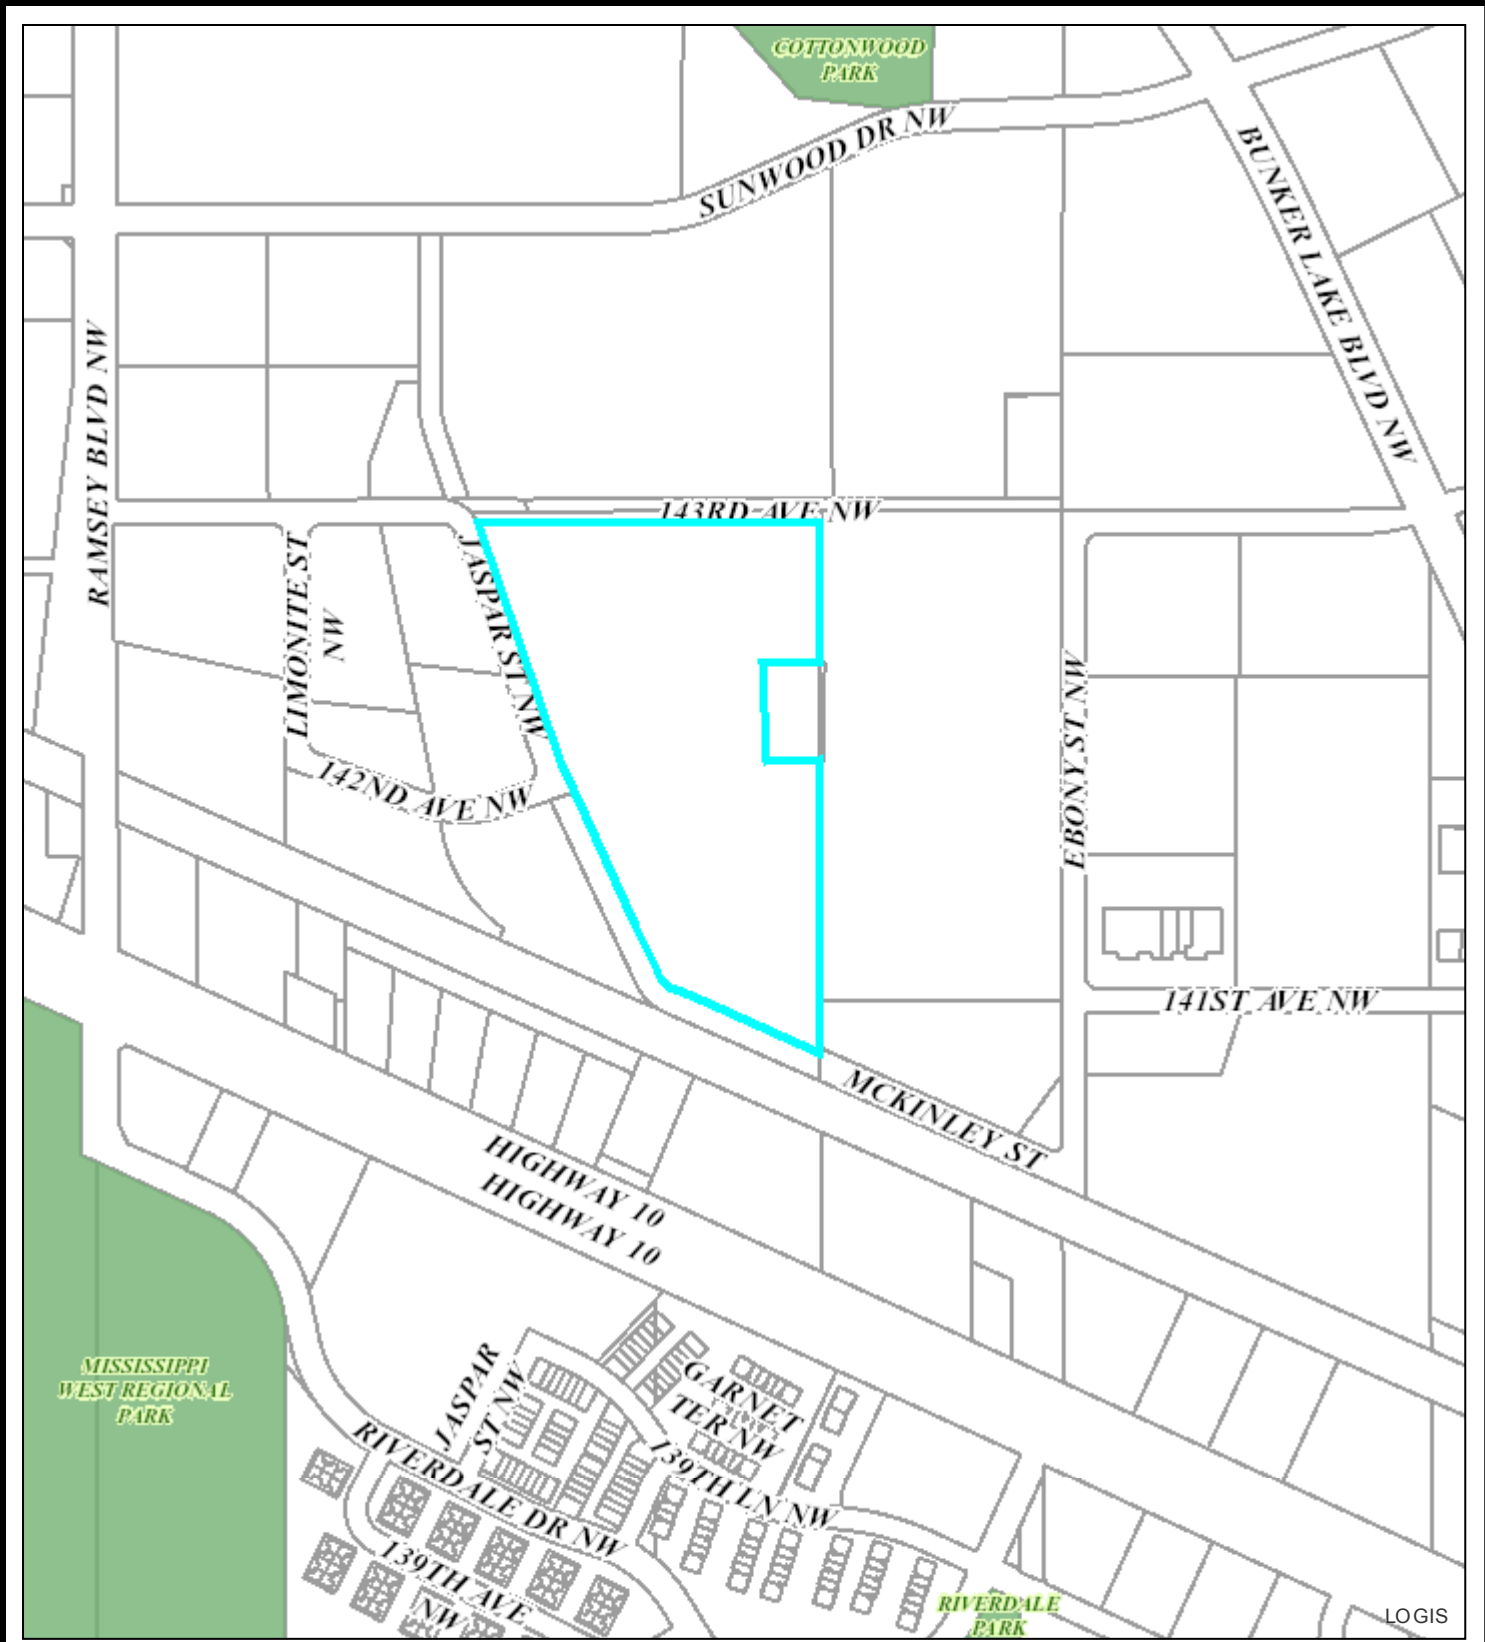 COTTONWOOD
PARK
SUNWOOD DR NW
BUNKER LAKE BLVD NW
RAMSEY BLVD NW
143RD AVE NW
JASPAR ST NW
LIMONITE ST
NW
EBONY ST NW
142ND AVE NW
141ST AVE NW
MCKINLEY ST
HIGHWAY 10
HIGHWAY 10
MISSISSIPPI
WEST REGIONAL
PARK
JASPAR
ST NW
GARNET
TER NW
139TH LN NW
RIVERDALE DR NW
139TH AVE
NW
RIVERDALE
PARK
LOGIS